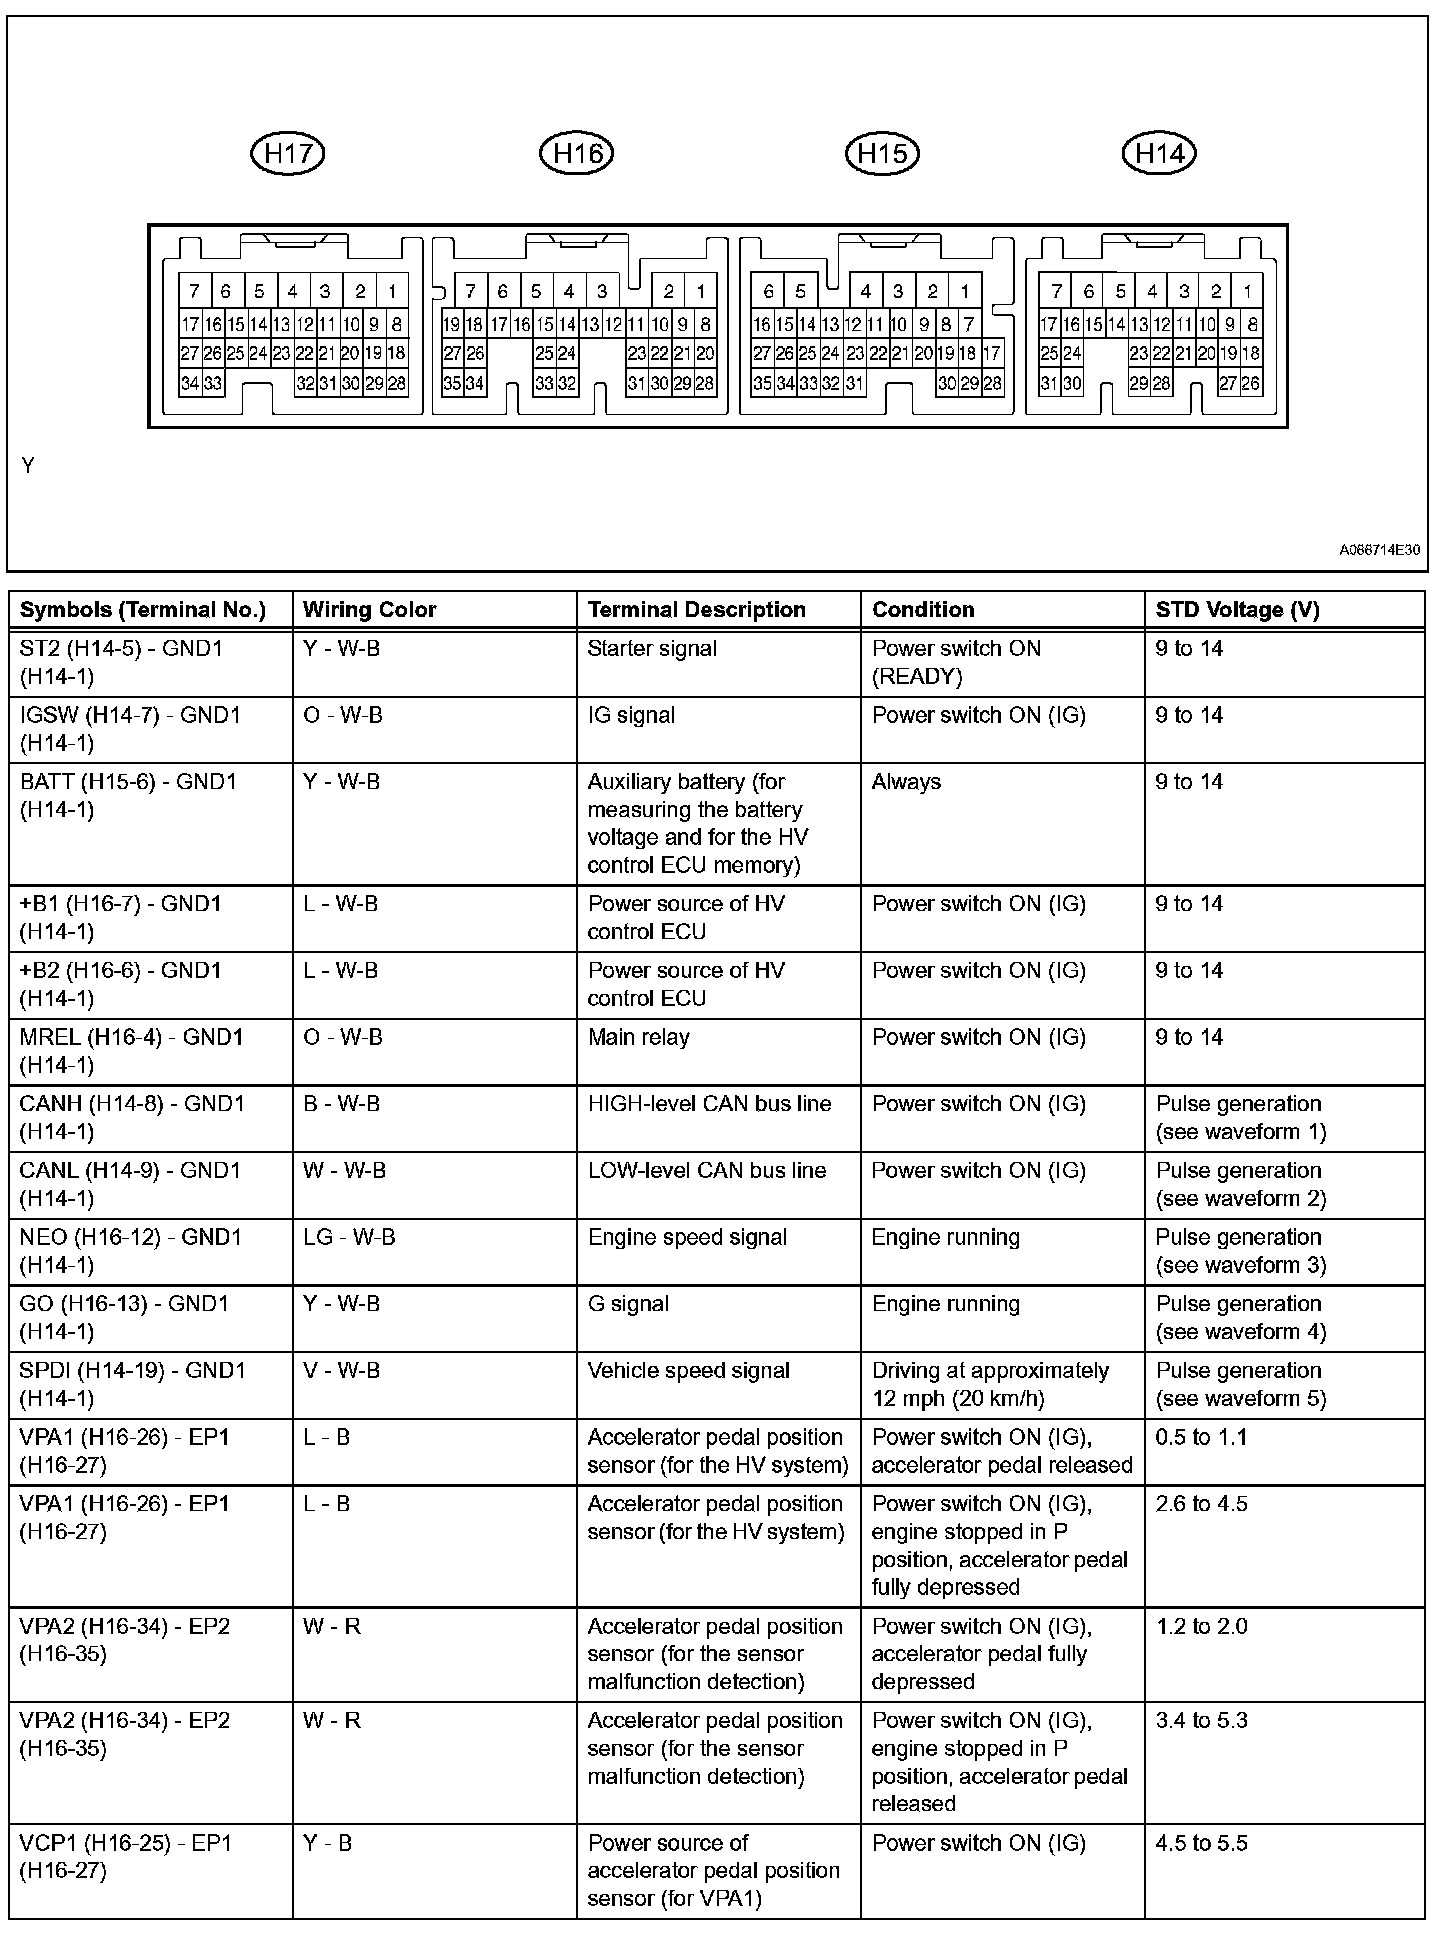 H17 H16 H15 H14
7 6 5 4 3 2 1 7 6 5 4 3 2 1 6 5 4 3 2 1 7 6 5 4 3 2 1
17 16 15 14 13 12 11 10 9 8 19 18 17 16 15 14 13 12 11 10 9 8 16 15 14 13 12 11 10 9 8 7 17 16 15 14 13 12 11 10 9 8
27 26 25 24 23 22 21 20 19 18 27 26 25 24 23 22 21 20 27 26 25 24 23 22 21 20 19 18 17 25 24 23 22 21 20 19 18
34 33 32 31 30 29 28 35 34 33 32 31 30 29 28 35 34 33 32 31 30 29 28 31 30 29 28 27 26
Y
A066714E30
Symbols (Terminal No.) Wiring Color Terminal Description Condition STD Voltage (V)
ST2 (H14-5) - GND1 Y - W-B Starter signal Power switch ON 9 to 14
(H14-1) (READY)
IGSW (H14-7) - GND1 O - W-B IG signal Power switch ON (IG) 9 to 14
(H14-1)
BATT (H15-6) - GND1 Y - W-B Auxiliary battery (for Always 9 to 14
(H14-1) measuring the battery
voltage and for the HV
control ECU memory)
+B1 (H16-7) - GND1 L - W-B Power source of HV Power switch ON (IG) 9 to 14
(H14-1) control ECU
+B2 (H16-6) - GND1 L - W-B Power source of HV Power switch ON (IG) 9 to 14
(H14-1) control ECU
MREL (H16-4) - GND1 O - W-B Main relay Power switch ON (IG) 9 to 14
(H14-1)
CANH (H14-8) - GND1 B - W-B HIGH-level CAN bus line Power switch ON (IG) Pulse generation
(H14-1) (see waveform 1)
CANL (H14-9) - GND1 W - W-B LOW-level CAN bus line Power switch ON (IG) Pulse generation
(H14-1) (see waveform 2)
NEO (H16-12) - GND1 LG - W-B Engine speed signal Engine running Pulse generation
(H14-1) (see waveform 3)
GO (H16-13) - GND1 Y - W-B G signal Engine running Pulse generation
(H14-1) (see waveform 4)
SPDI (H14-19) - GND1 V - W-B Vehicle speed signal Driving at approximately Pulse generation
(H14-1) 12 mph (20 km/h) (see waveform 5)
VPA1 (H16-26) - EP1 L - B Accelerator pedal position Power switch ON (IG), 0.5 to 1.1
(H16-27) sensor (for the HV system) accelerator pedal released
VPA1 (H16-26) - EP1 L - B Accelerator pedal position Power switch ON (IG), 2.6 to 4.5
(H16-27) sensor (for the HV system) engine stopped in P
position, accelerator pedal
fully depressed
VPA2 (H16-34) - EP2 W - R Accelerator pedal position Power switch ON (IG), 1.2 to 2.0
(H16-35) sensor (for the sensor accelerator pedal fully
malfunction detection) depressed
VPA2 (H16-34) - EP2 W - R Accelerator pedal position Power switch ON (IG), 3.4 to 5.3
(H16-35) sensor (for the sensor engine stopped in P
malfunction detection) position, accelerator pedal
released
VCP1 (H16-25) - EP1 Y - B Power source of Power switch ON (IG) 4.5 to 5.5
(H16-27) accelerator pedal position
sensor (for VPA1)